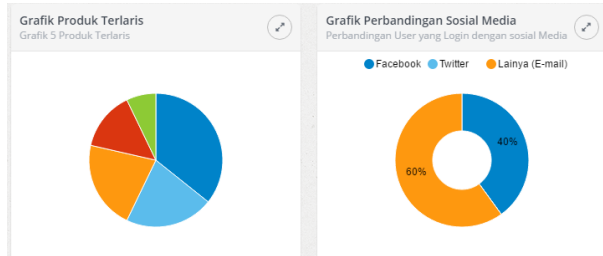 Grafik Produk Terlaris
Grafik 5 Produk Terlaris
Grafik Perbandingan Sosial Media
Perbandingan User yang Login dengan sosial Media
Facebook Twitter Lainya (E-mail)
40%
60%